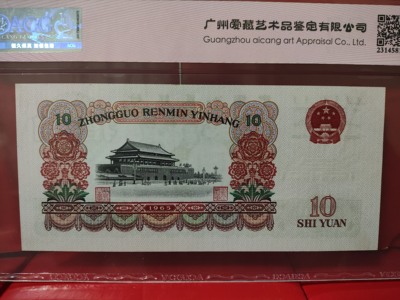 广州爱藏艺术品鉴定有限公司
Guangzhou aicang art Appraisal Co., Ltd.
231458
10
ZHONGGUO RENMIN YINHANG
10
1965
10
SHI YUAN